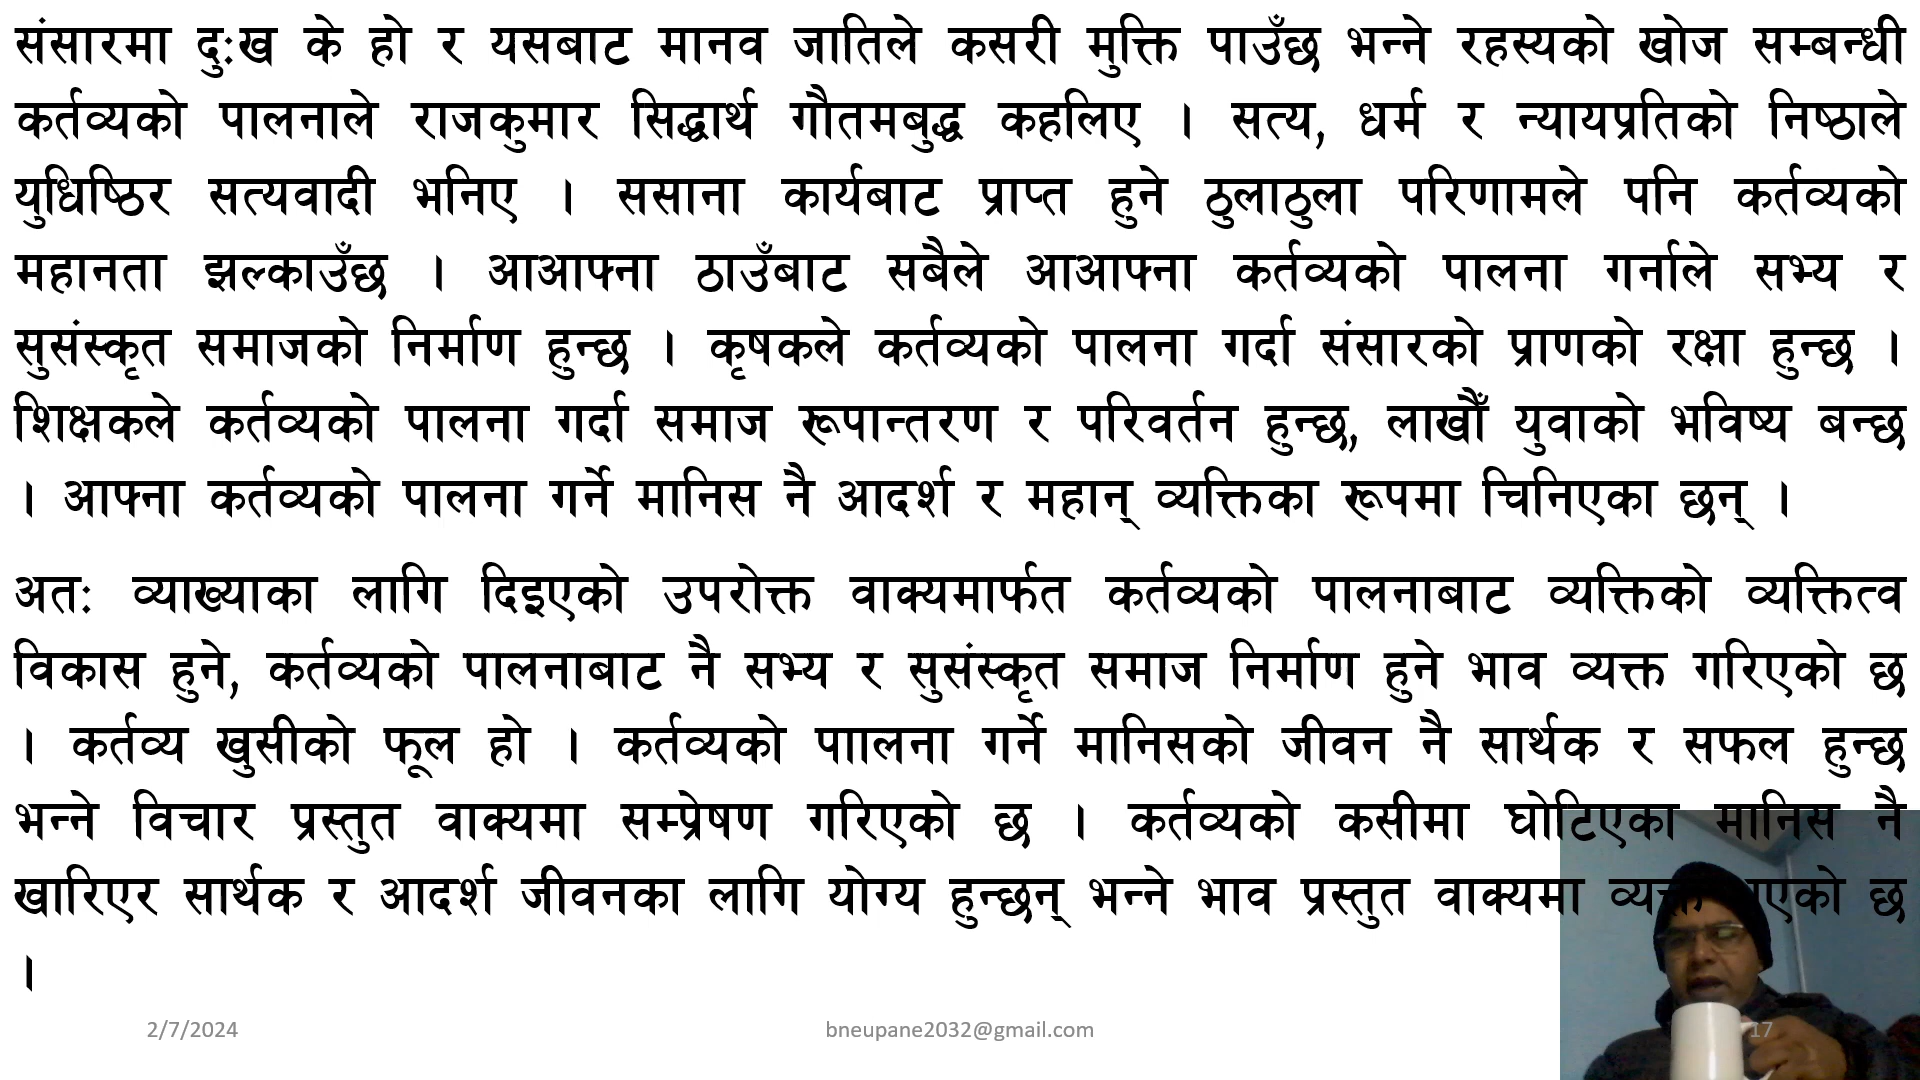 संसारमा दुःख के हो र यसबाट मानव जातिले कसरी मुक्ति पाउँछ भन्ने रहस्यको खोज सम्बन्धी
कर्तव्यको पालनाले राजकुमार सिद्धार्थ गौतमबुद्ध कहलिए । सत्य, धर्म र न्यायप्रतिको निष्ठाले
युधिष्ठिर सत्यवादी भनिए । ससाना कार्यबाट प्राप्त हुने ठुलाठुला परिणामले पनि कर्तव्यको
महानता झल्काउँछ । आआफ्ना ठाउँबाट सबैले आआफ्ना कर्तव्यको पालना गर्नाले सभ्य र
सुसंस्कृत समाजको निर्माण हुन्छ । कृषकले कर्तव्यको पालना गर्दा संसारको प्राणको रक्षा हुन्छ ।
शिक्षकले कर्तव्यको पालना गर्दा समाज रूपान्तरण र परिवर्तन हुन्छ, लाखौँ युवाको भविष्य बन्छ
। आफ्ना कर्तव्यको पालना गर्ने मानिस नै आदर्श र महान् व्यक्तिका रूपमा चिनिएका छन् ।
अतः व्याख्याका लागि दिइएको उपरोक्त वाक्यमार्फत कर्तव्यको पालनाबाट व्यक्तिको व्यक्तित्व
विकास हुने, कर्तव्यको पालनाबाट नै सभ्य र सुसंस्कृत समाज निर्माण हुने भाव व्यक्त गरिएको छ
। कर्तव्य खुसीको फूल हो । कर्तव्यको पाालना गर्ने मानिसको जीवन नै सार्थक र सफल हुन्छ
भन्ने विचार प्रस्तुत वाक्यमा सम्प्रेषण गरिएको छ । कर्तव्यको कसीमा घोटिएका मानिस नै
खारिएर सार्थक र आदर्श जीवनका लागि योग्य हुन्छन् भन्ने भाव प्रस्तुत वाक्यमा व्यक्त छ
।
2/7/2024 bneupane2032@gmail.com 17